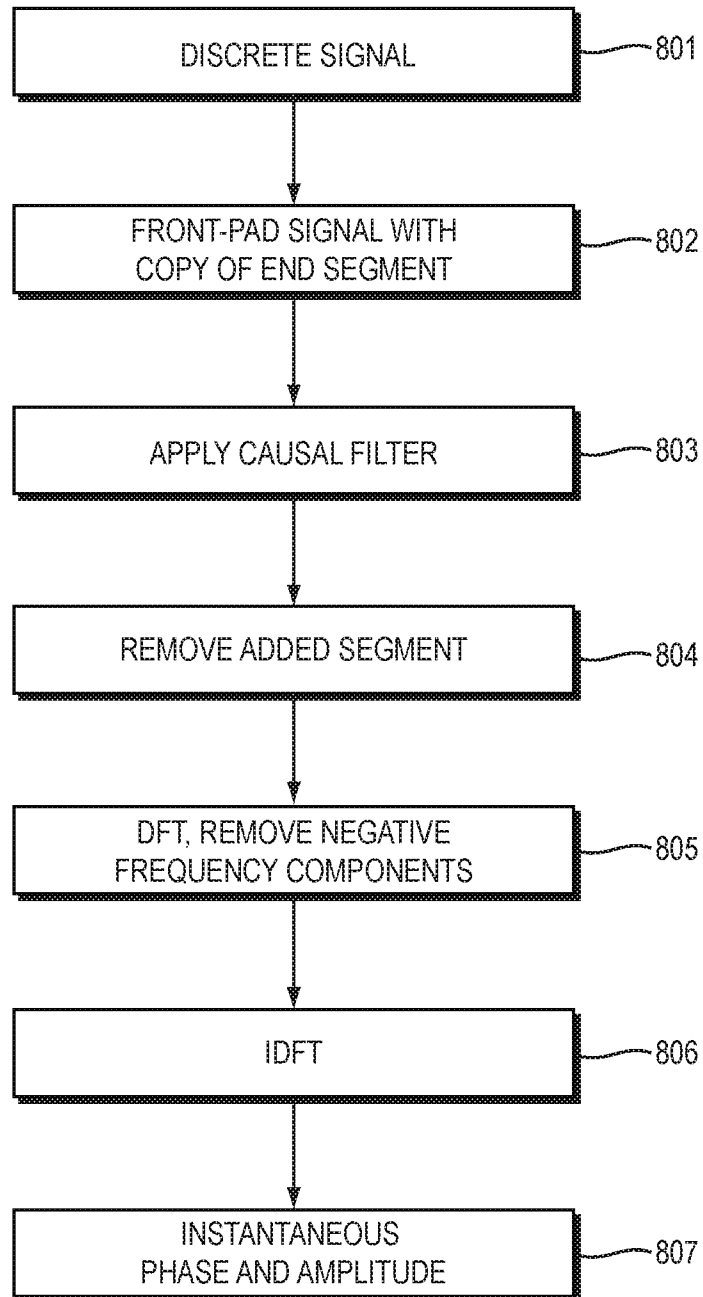 DISCRETE SIGNAL
801
FRONT-PAD SIGNAL WITH
COPY OF END SEGMENT
802
APPLY CAUSAL FILTER
803
REMOVE ADDED SEGMENT
804
DFT, REMOVE NEGATIVE
FREQUENCY COMPONENTS
805
IDFT
806
INSTANTANEOUS
PHASE AND AMPLITUDE
807